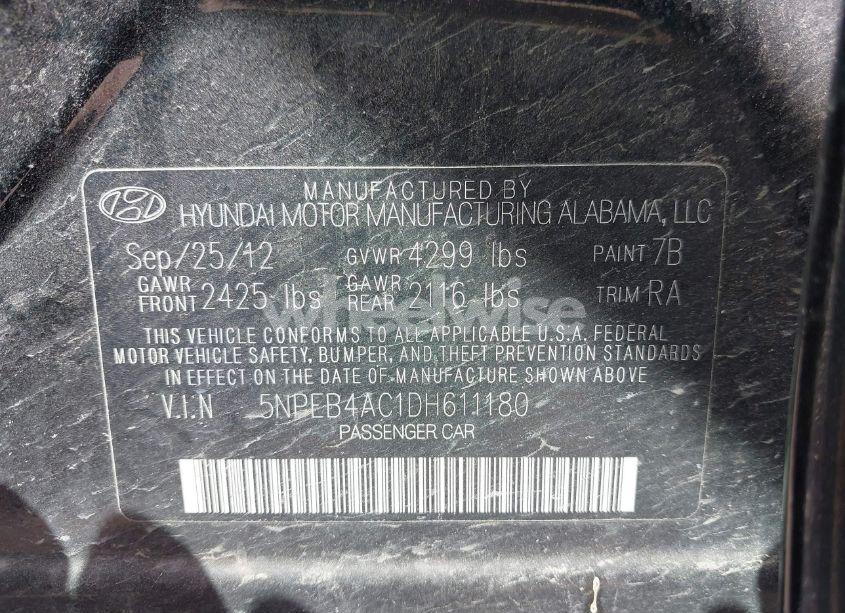 MANUFACTURED BY
HYUNDAI MOTOR MANUFACTURING ALABAMA, LLC
Sep/25/12 GVWR 4299 lbs PAINT 7B
GAWR FRONT 2425 lbs GAWR REAR 2116 lbs TRIM RA
wheelwise
THIS VEHICLE CONFORMS TO ALL APPLICABLE U.S.A. FEDERAL
MOTOR VEHICLE SAFETY, BUMPER, AND THEFT PREVENTION STANDARDS
IN EFFECT ON THE DATE OF MANUFACTURE SHOWN ABOVE.
V.I.N 5NPEB4AC1DH611180
PASSENGER CAR